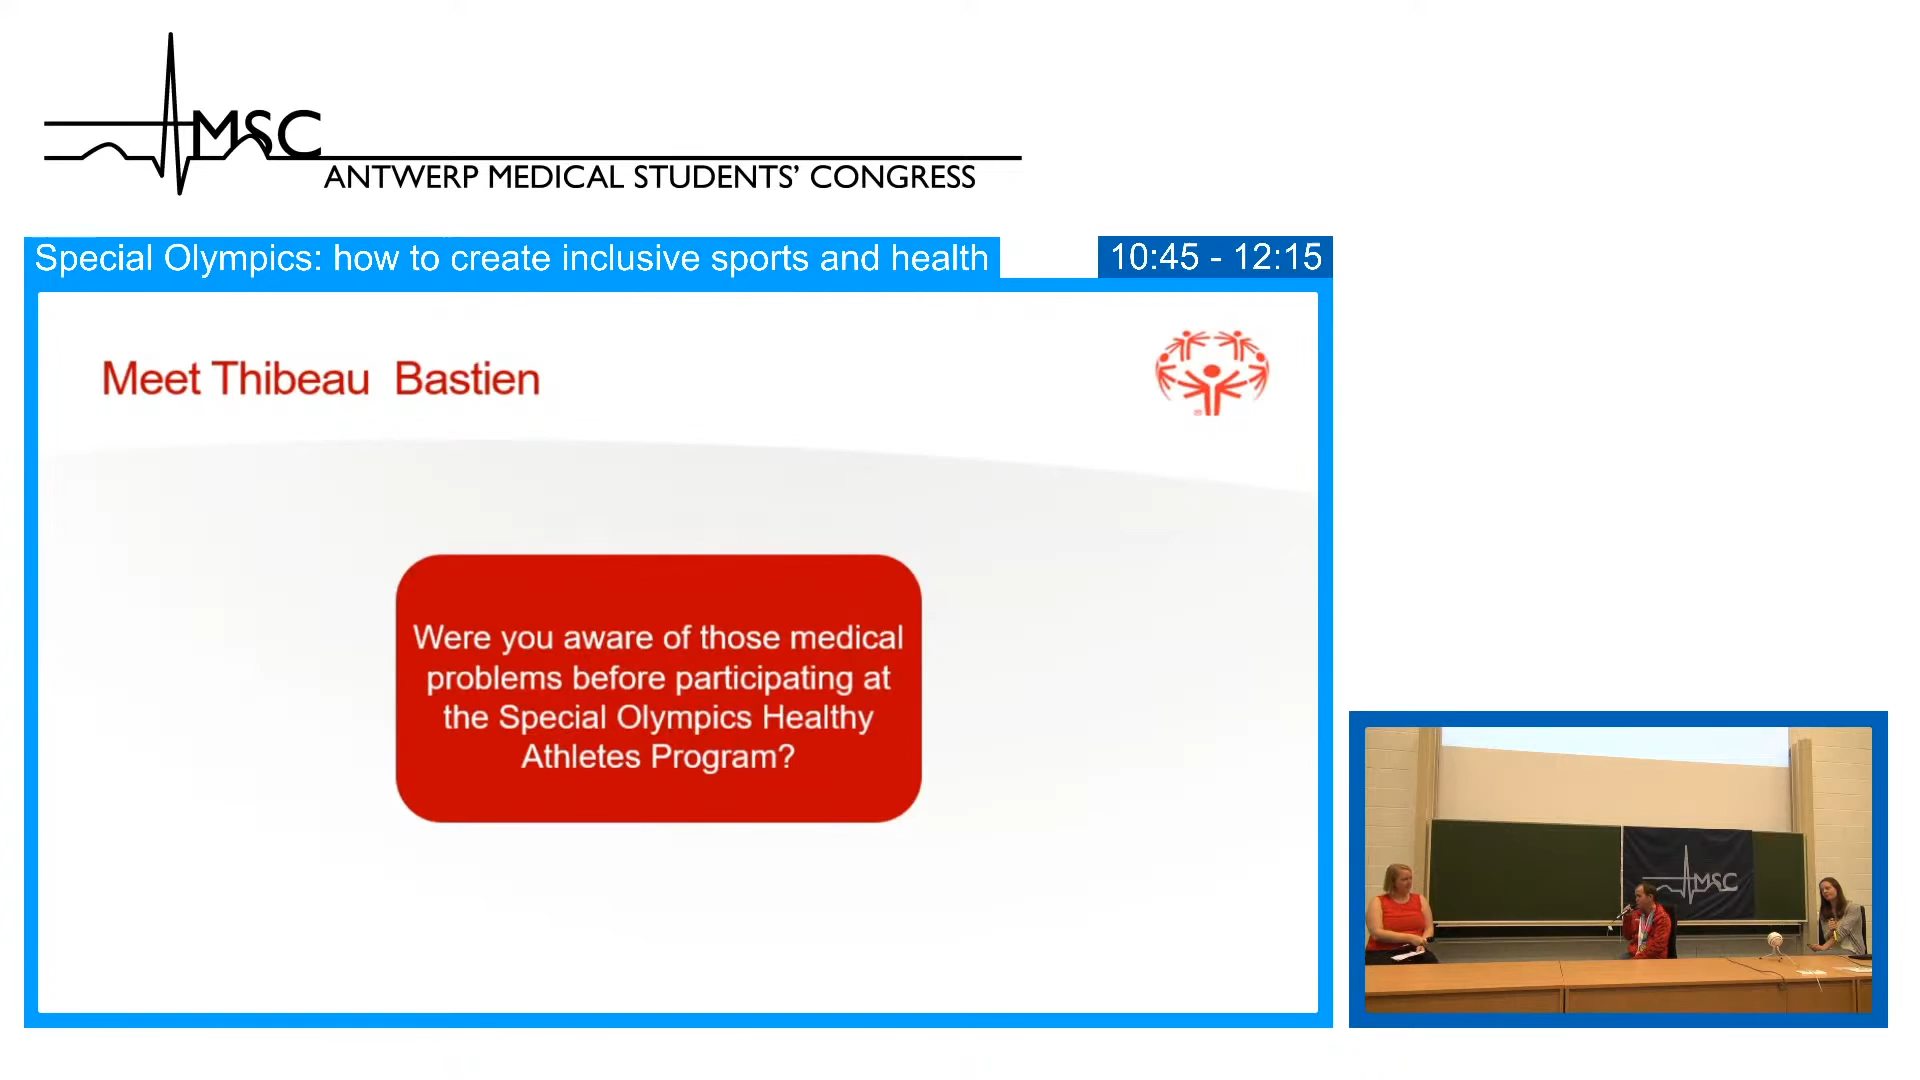 MSC
ANTWERP MEDICAL STUDENTS’ CONGRESS
Special Olympics: how to create inclusive sports and health
10:45 - 12:15
Meet Thibeau Bastien
Were you aware of those medical
problems before participating at
the Special Olympics Healthy
Athletes Program?
MSC